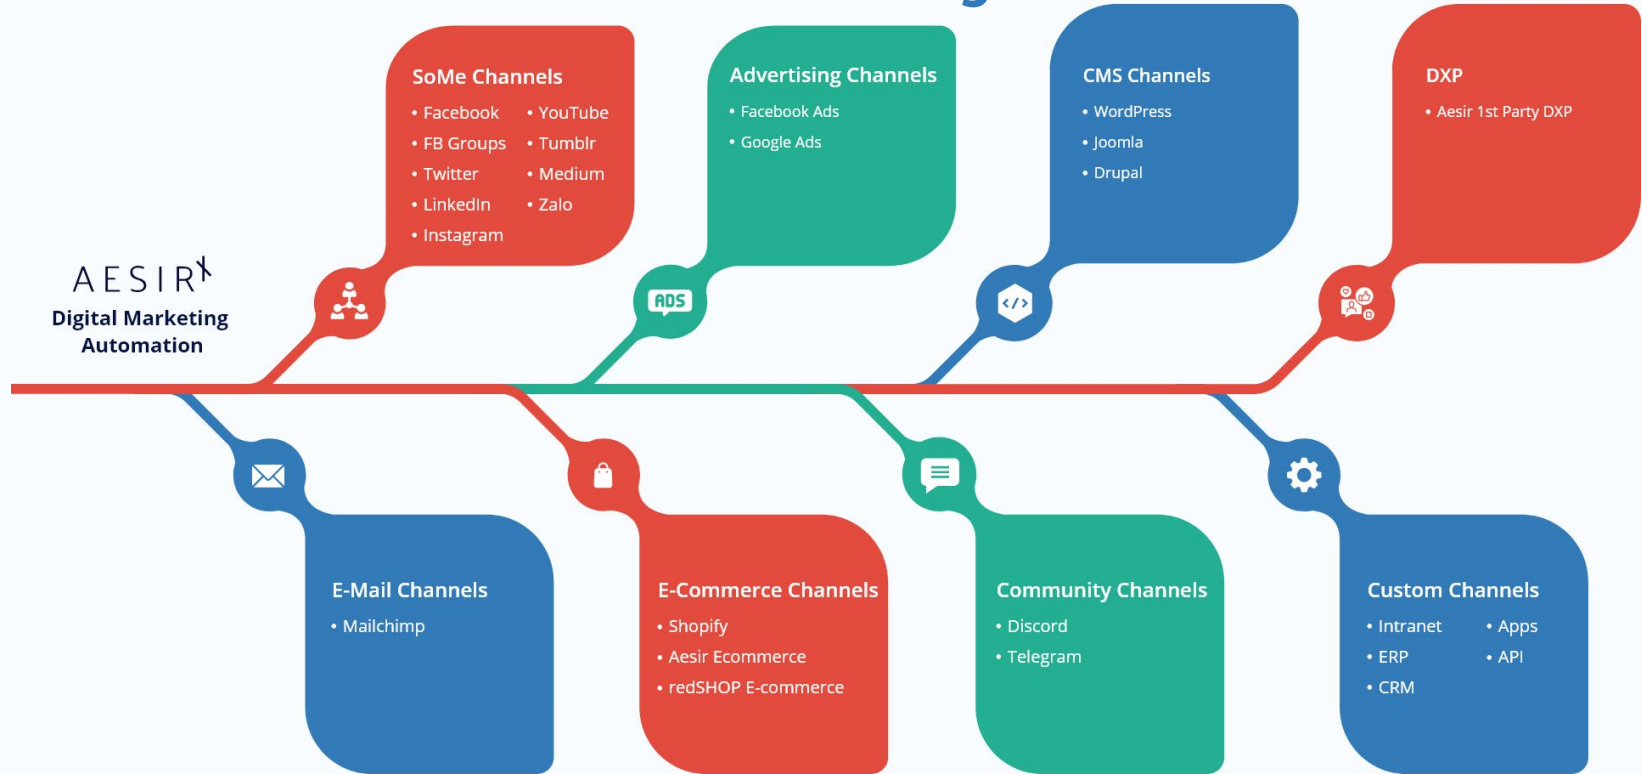 AESIRX
Digital Marketing
Automation
SoMe Channels
• Facebook
• FB Groups
• Twitter
• LinkedIn
• Instagram
• YouTube
• Tumblr
• Medium
• Zalo
Advertising Channels
• Facebook Ads
• Google Ads
CMS Channels
• WordPress
• Joomla
• Drupal
DXP
• Aesir 1st Party DXP
ADS
</>
E-Mail Channels
• Mailchimp
E-Commerce Channels
• Shopify
• Aesir Ecommerce
• redSHOP E-commerce
Community Channels
• Discord
• Telegram
Custom Channels
• Intranet
• ERP
• CRM
• Apps
• API